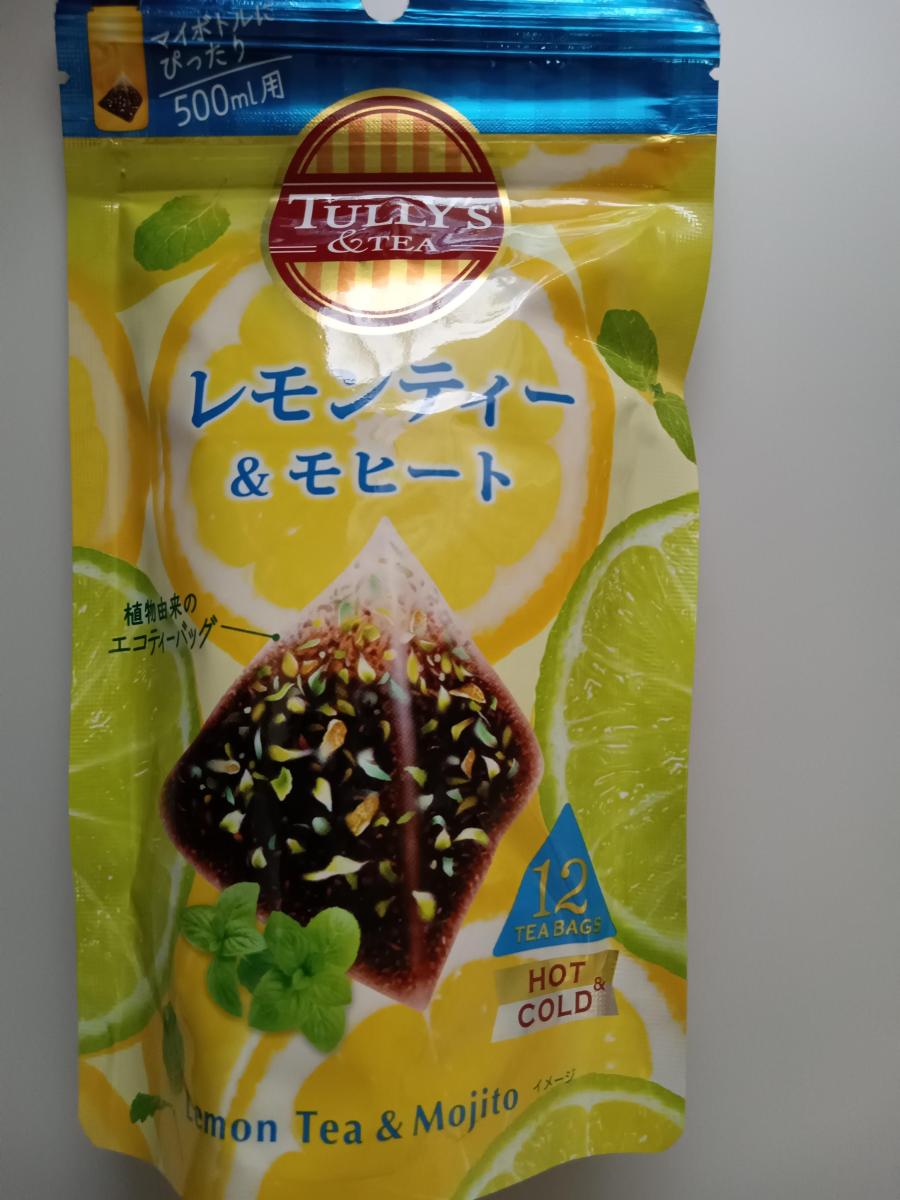 マイボトルに
ぴったり
500ml用
TULLY'S
& TEA
レモンティー
& モヒート
植物由来の
エコティーバッグ
12
TEA BAGS
HOT &
COLD
Lemon Tea & Mojito
イメージ